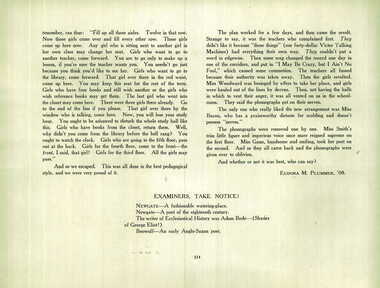 remember, run thus: "Fill up all those aisles. Twelve in that row.
Now those girls come over and fill every other row. Those girls
come up here now. Any girl who is sitting next to another girl in
her own class may change her seat. Girls who want to go to
another teacher, come forward. You are to go only to make up a
lesson, if you're sure the teacher wants you. You needn't go just
because you think you'd like to see her. Girls who want to go to
the library, come forward. That girl over there in the red waist,
come up here. You may keep this seat for the rest of the term.
Girls who have four books and still wish another or the girls who wish
reference books may get them. The last girl who went into
the closet may come here. There were three girls there already. Go
to the end of the line if you please. That girl over there by the
window who is talking, come here. Now, you will lose your study
hour. You ought to be ashamed to disturb the whole study hall like
this. Girls who have books from the closet, return them. Well,
why didn't you come from the library before the bell rang? You
ought to watch the clock. Girls who are going to the fifth floor, pass
out at the back. Girls for the fourth floor, come to the front—the
front, I said, that girl! Girls for the third floor. All the girls may
pass."
And so we escaped. This was all done in the best pedagogical
style, and we were very proud of it.
The plan worked for a few days, and then came the revolt.
Strange to say, it was the teachers who complained first. They
didn't like it because "those things" (our forty-dollar Victor Talking
Machines) had everything their own way. They couldn't put a
word in edgewise. Then some wag changed the record one day in
one of the corridors, and put in "I May Be Crazy, but I Ain't No
Fool," which caused some commotion. The teachers all fumed
because their authority was taken away. Then the girls revolted.
Miss Woodward was besieged by office to take her place, and girls
were hauled out of the lines by dozens. Then, not having the halls
in which to vent their anger, it was all vented on us in the school
rooms. They said the phonographs got on their nerves.
The only one who really liked the new arrangement was Miss
Bacon, who has a praiseworthy distaste for scolding and doesn't
possess "nerves."
The phonographs were removed one by one. Miss Smith's
trim little figure and imperious voice once more reigned supreme on
the first floor. Miss Gunn, handsome and smiling, took her post on
the second. And so they all came back and the phonographs were
given over to oblivion.
And whether or not it was best, who can say?
ELNORA M. PLUMMER, '08.
EXAMINERS, TAKE NOTICE!
NEWGATE—A fashionable watering-place.
Newgate—A poet of the eighteenth century.
The writer of Ecclesiastical History was Adam Bede—(Shades
of George Eliot!)
Beowulf—An early Anglo-Saxon poet.